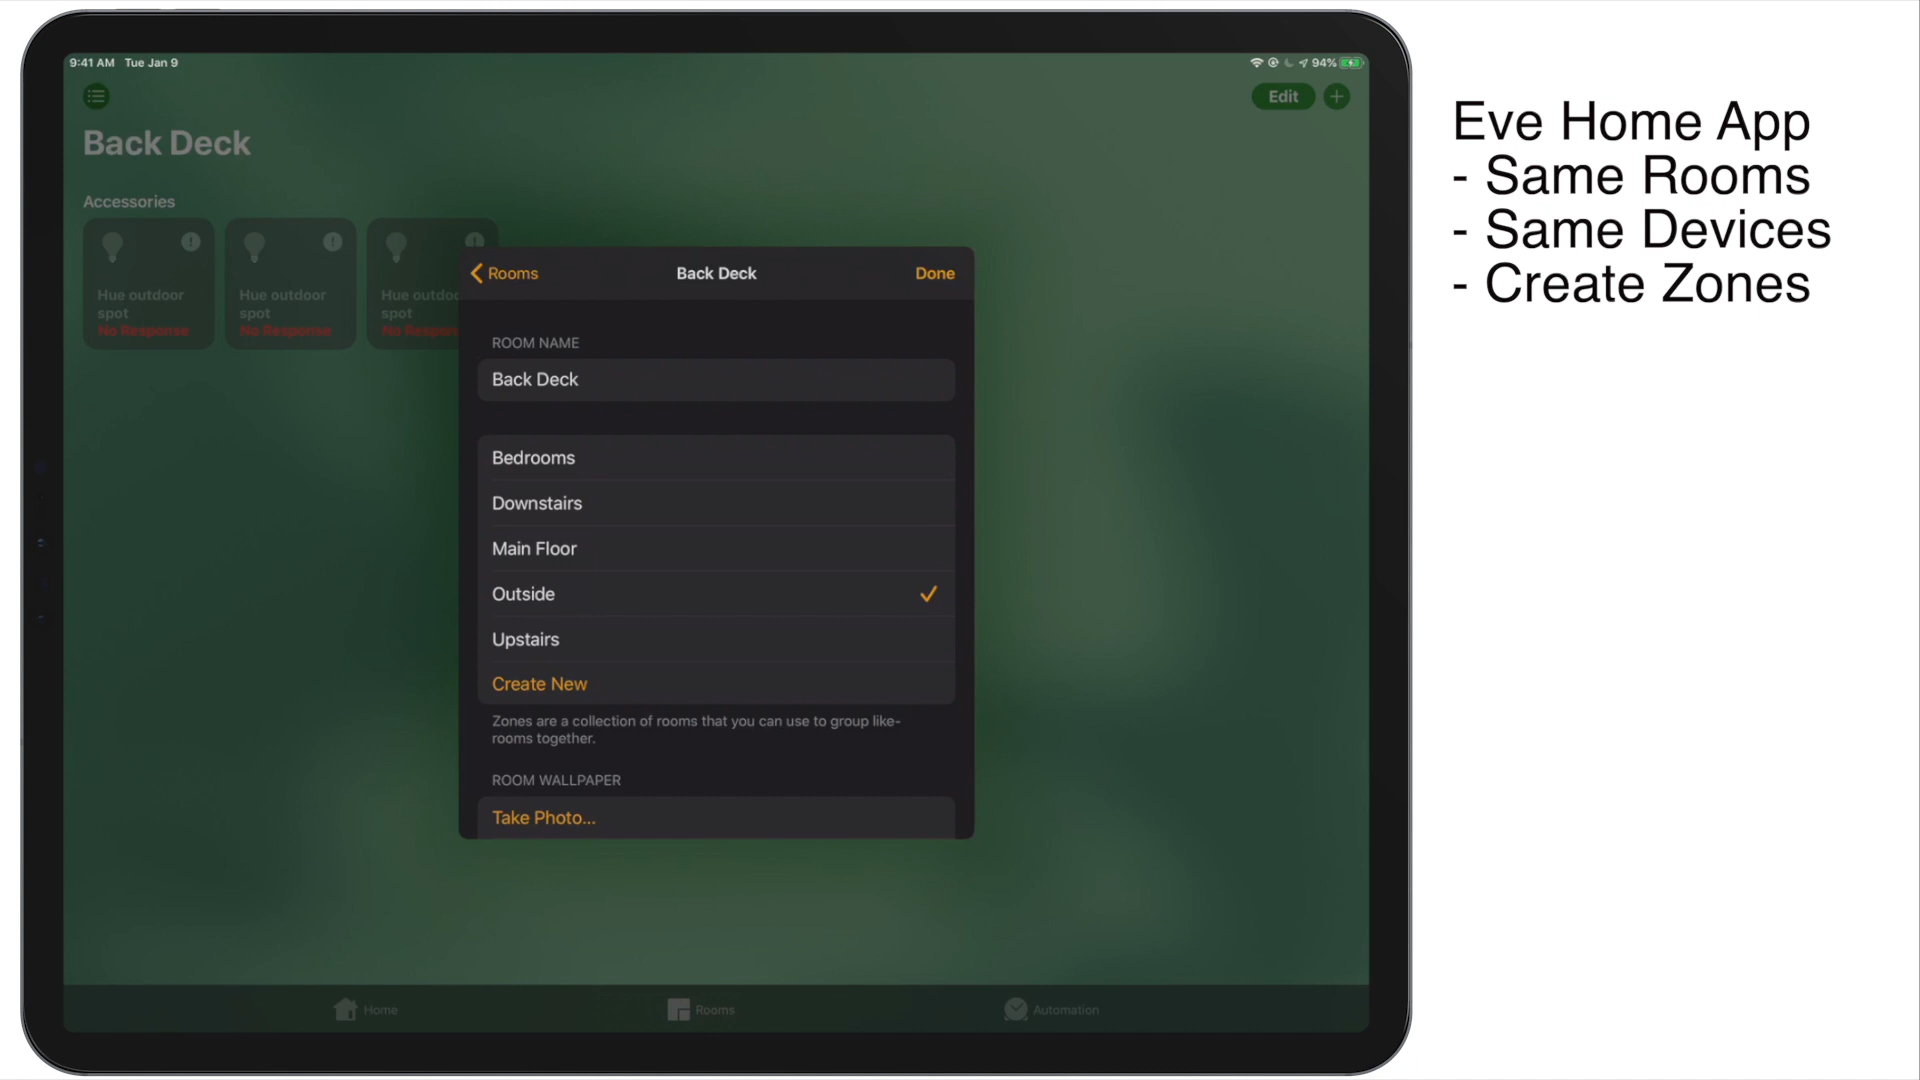 9:41 AM Tue Jan 9
94%
Edit
Back Deck
Accessories
Hue outdoor
spot
No Response
Hue outdoor
spot
No Response
Hue outdoo
spot
No Respon
Rooms
Back Deck
Done
ROOM NAME
Back Deck
Bedrooms
Downstairs
Main Floor
Outside
Upstairs
Create New
Zones are a collection of rooms that you can use to group like-
rooms together.
ROOM WALLPAPER
Take Photo...
Home
Rooms
Automation
Eve Home App
- Same Rooms
- Same Devices
- Create Zones